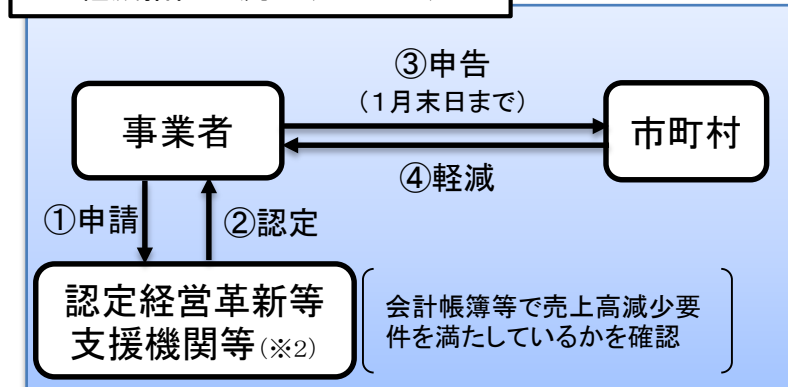 ③申告
(1月末日まで)
事業者
市町村
④軽減
①申請
②認定
認定経営革新等
支援機関等(※2)
会計帳簿等で売上高減少要
件を満たしているかを確認